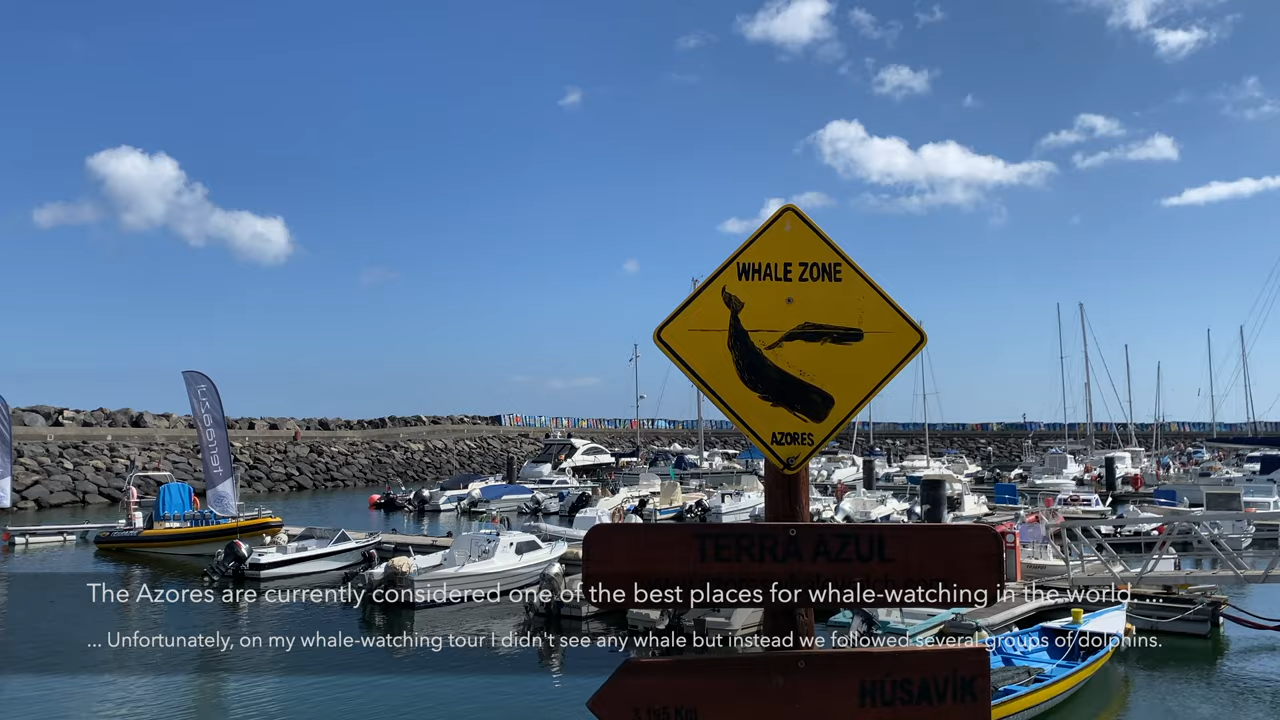 WHALE ZONE
AZORES
terrazul
TERRA AZUL
The Azores are currently considered one of the best places for whale-watching in the world ...
... Unfortunately, on my whale-watching tour I didn't see any whale but instead we followed several groups of dolphins.
HÚSAVÍK